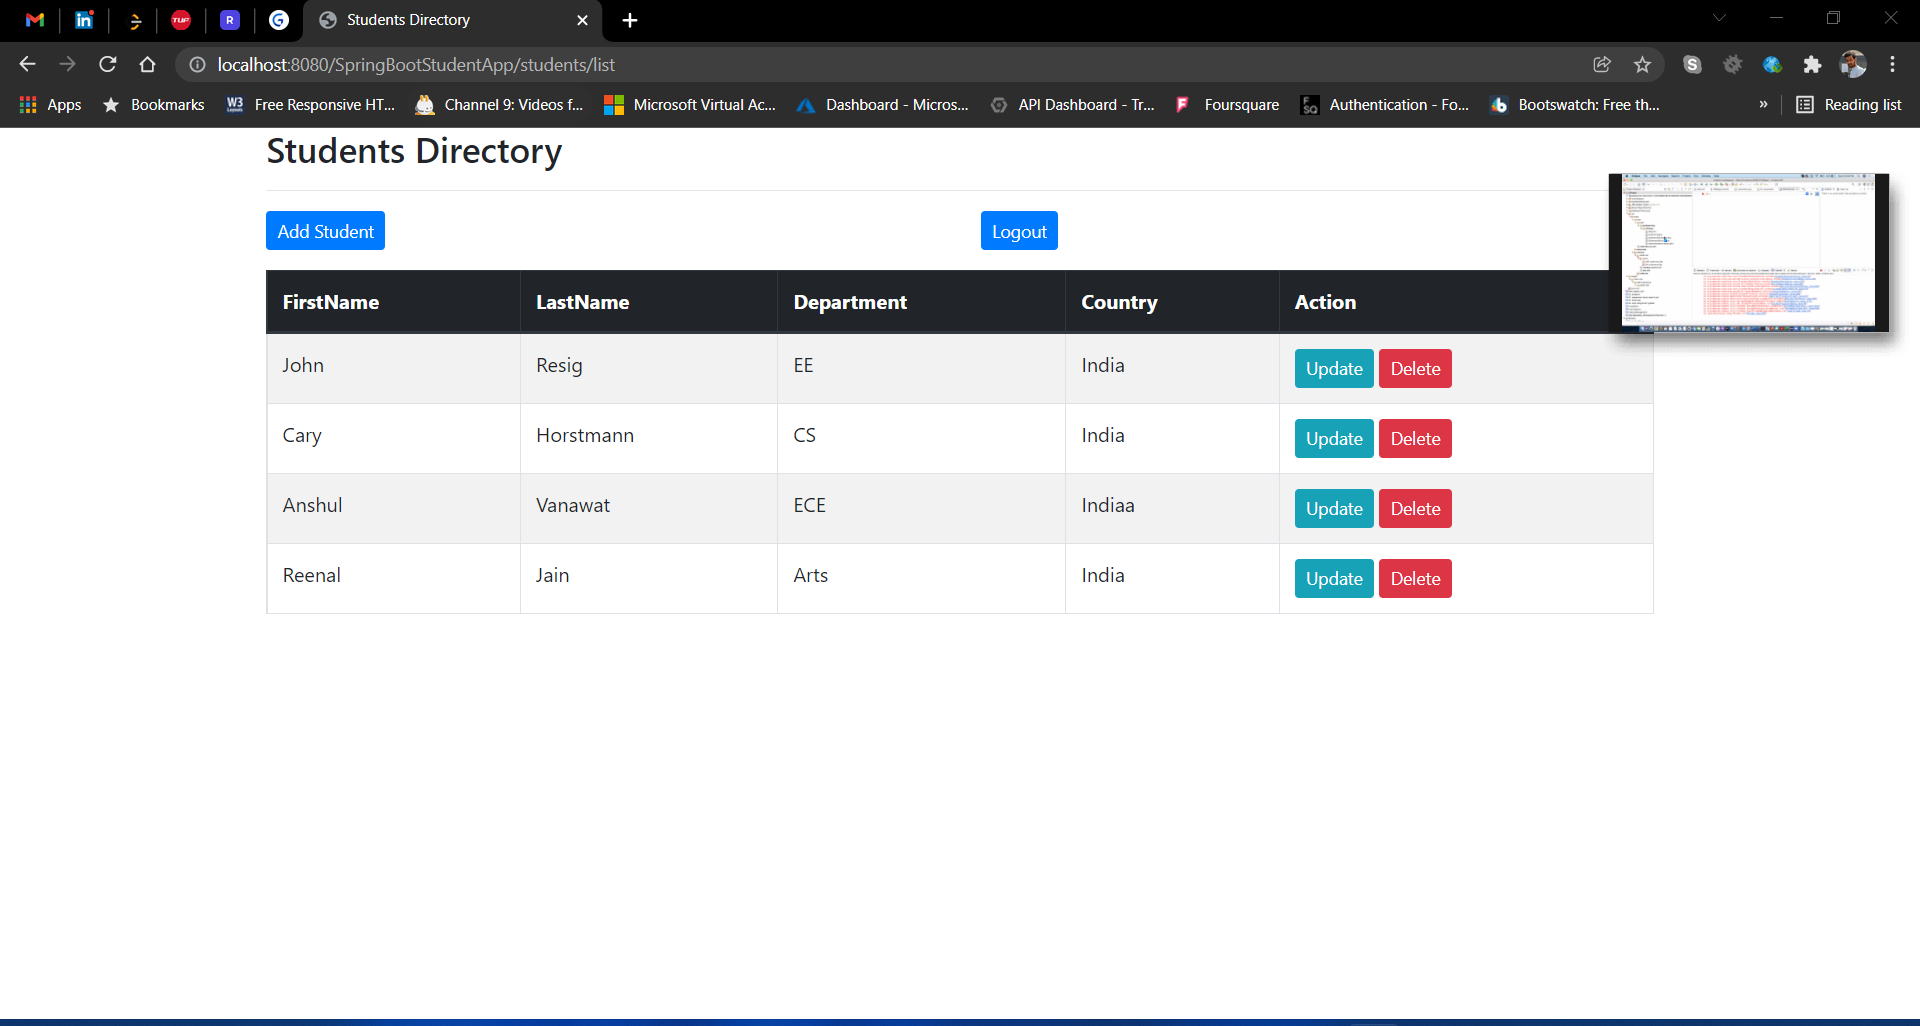 in TUF R G Students Directory
localhost:8080/SpringBootStudentApp/students/list
Apps Bookmarks W3 Free Responsive HT... Channel 9: Videos f... Microsoft Virtual Ac... Dashboard - Micros... API Dashboard - Tr... Foursquare Authentication - Fo... Bootswatch: Free th... » Reading list
Students Directory
Add Student Logout
FirstName LastName Department Country Action
John Resig EE India Update Delete
Cary Horstmann CS India Update Delete
Anshul Vanawat ECE Indiaa Update Delete
Reenal Jain Arts India Update Delete